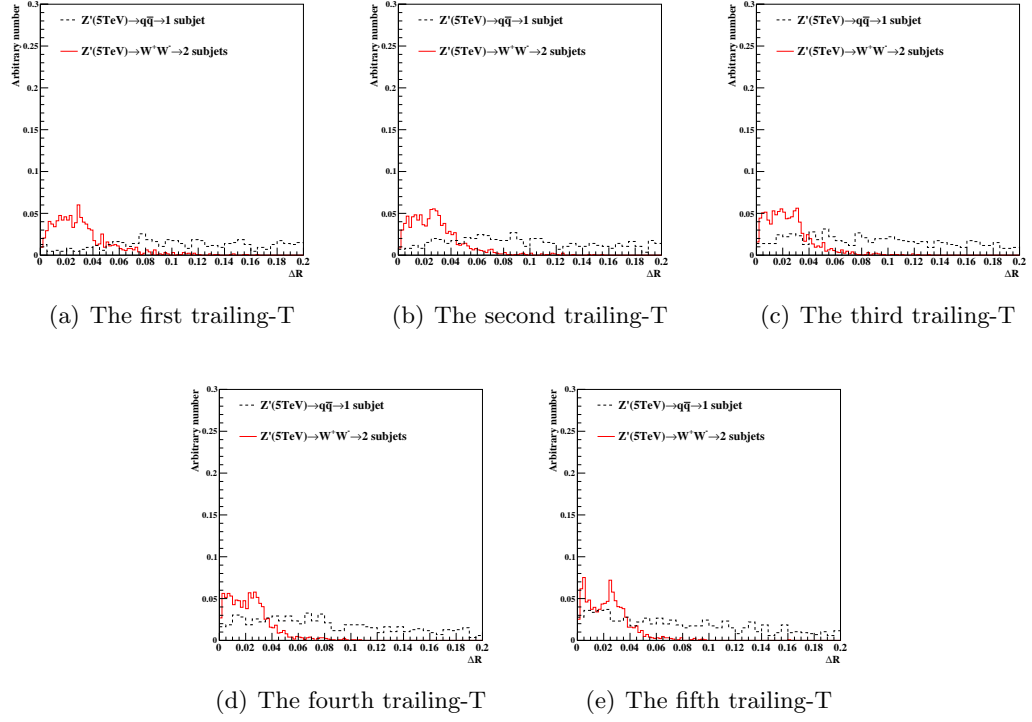 Arbitrary number
0.3
0.25
0.2
0.15
0.1
0.05
0
Z'(5TeV)→qq̅→1 subjet
Z'(5TeV)→W⁺W⁻→2 subjets
0 0.02 0.04 0.06 0.08 0.1 0.12 0.14 0.16 0.18 0.2
ΔR
(a) The first trailing-T
Arbitrary number
0.3
0.25
0.2
0.15
0.1
0.05
0
Z'(5TeV)→qq̅→1 subjet
Z'(5TeV)→W⁺W⁻→2 subjets
0 0.02 0.04 0.06 0.08 0.1 0.12 0.14 0.16 0.18 0.2
ΔR
(b) The second trailing-T
Arbitrary number
0.3
0.25
0.2
0.15
0.1
0.05
0
Z'(5TeV)→qq̅→1 subjet
Z'(5TeV)→W⁺W⁻→2 subjets
0 0.02 0.04 0.06 0.08 0.1 0.12 0.14 0.16 0.18 0.2
ΔR
(c) The third trailing-T
Arbitrary number
0.3
0.25
0.2
0.15
0.1
0.05
0
Z'(5TeV)→qq̅→1 subjet
Z'(5TeV)→W⁺W⁻→2 subjets
0 0.02 0.04 0.06 0.08 0.1 0.12 0.14 0.16 0.18 0.2
ΔR
(d) The fourth trailing-T
Arbitrary number
0.3
0.25
0.2
0.15
0.1
0.05
0
Z'(5TeV)→qq̅→1 subjet
Z'(5TeV)→W⁺W⁻→2 subjets
0 0.02 0.04 0.06 0.08 0.1 0.12 0.14 0.16 0.18 0.2
ΔR
(e) The fifth trailing-T